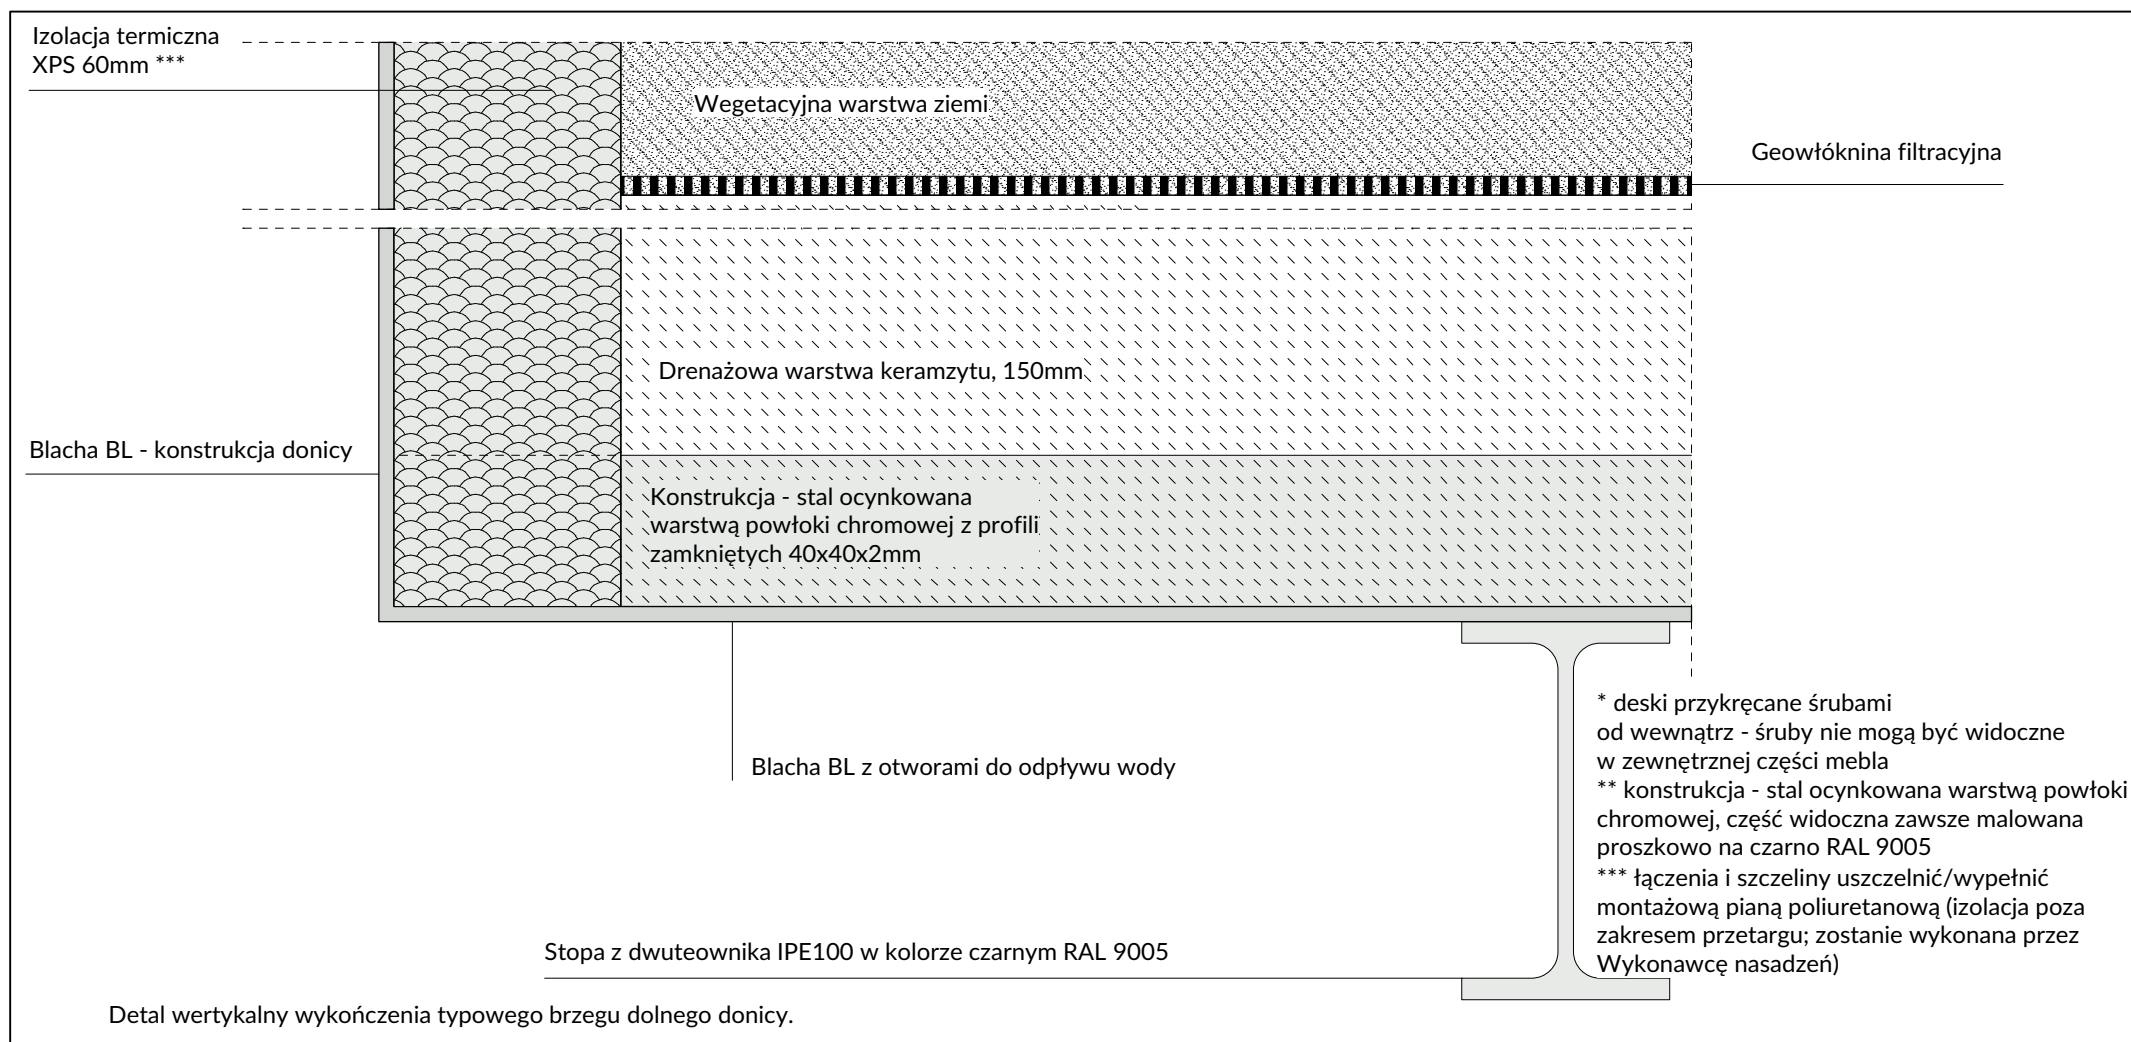 Izolacja termiczna
XPS 60mm ***
Wegetacyjna warstwa ziemi
Geowłóknina filtracyjna
Drenażowa warstwa keramzytu, 150mm
Blacha BL - konstrukcja donicy
Konstrukcja - stal ocynkowana
warstwą powłoki chromowej z profili
zamkniętych 40x40x2mm
Blacha BL z otworami do odpływu wody
* deski przykręcane śrubami
od wewnątrz - śruby nie mogą być widoczne
w zewnętrznej części mebla
** konstrukcja - stal ocynkowana warstwą powłoki
chromowej, część widoczna zawsze malowana
proszkowo na czarno RAL 9005
*** łączenia i szczeliny uszczelnić/wypełnić
montażową pianą poliuretanową (izolacja poza
zakresem przetargu; zostanie wykonana przez
Wykonawcę nasadzeń)
Stopa z dwuteownika IPE100 w kolorze czarnym RAL 9005
Detal wertykalny wykończenia typowego brzegu dolnego donicy.